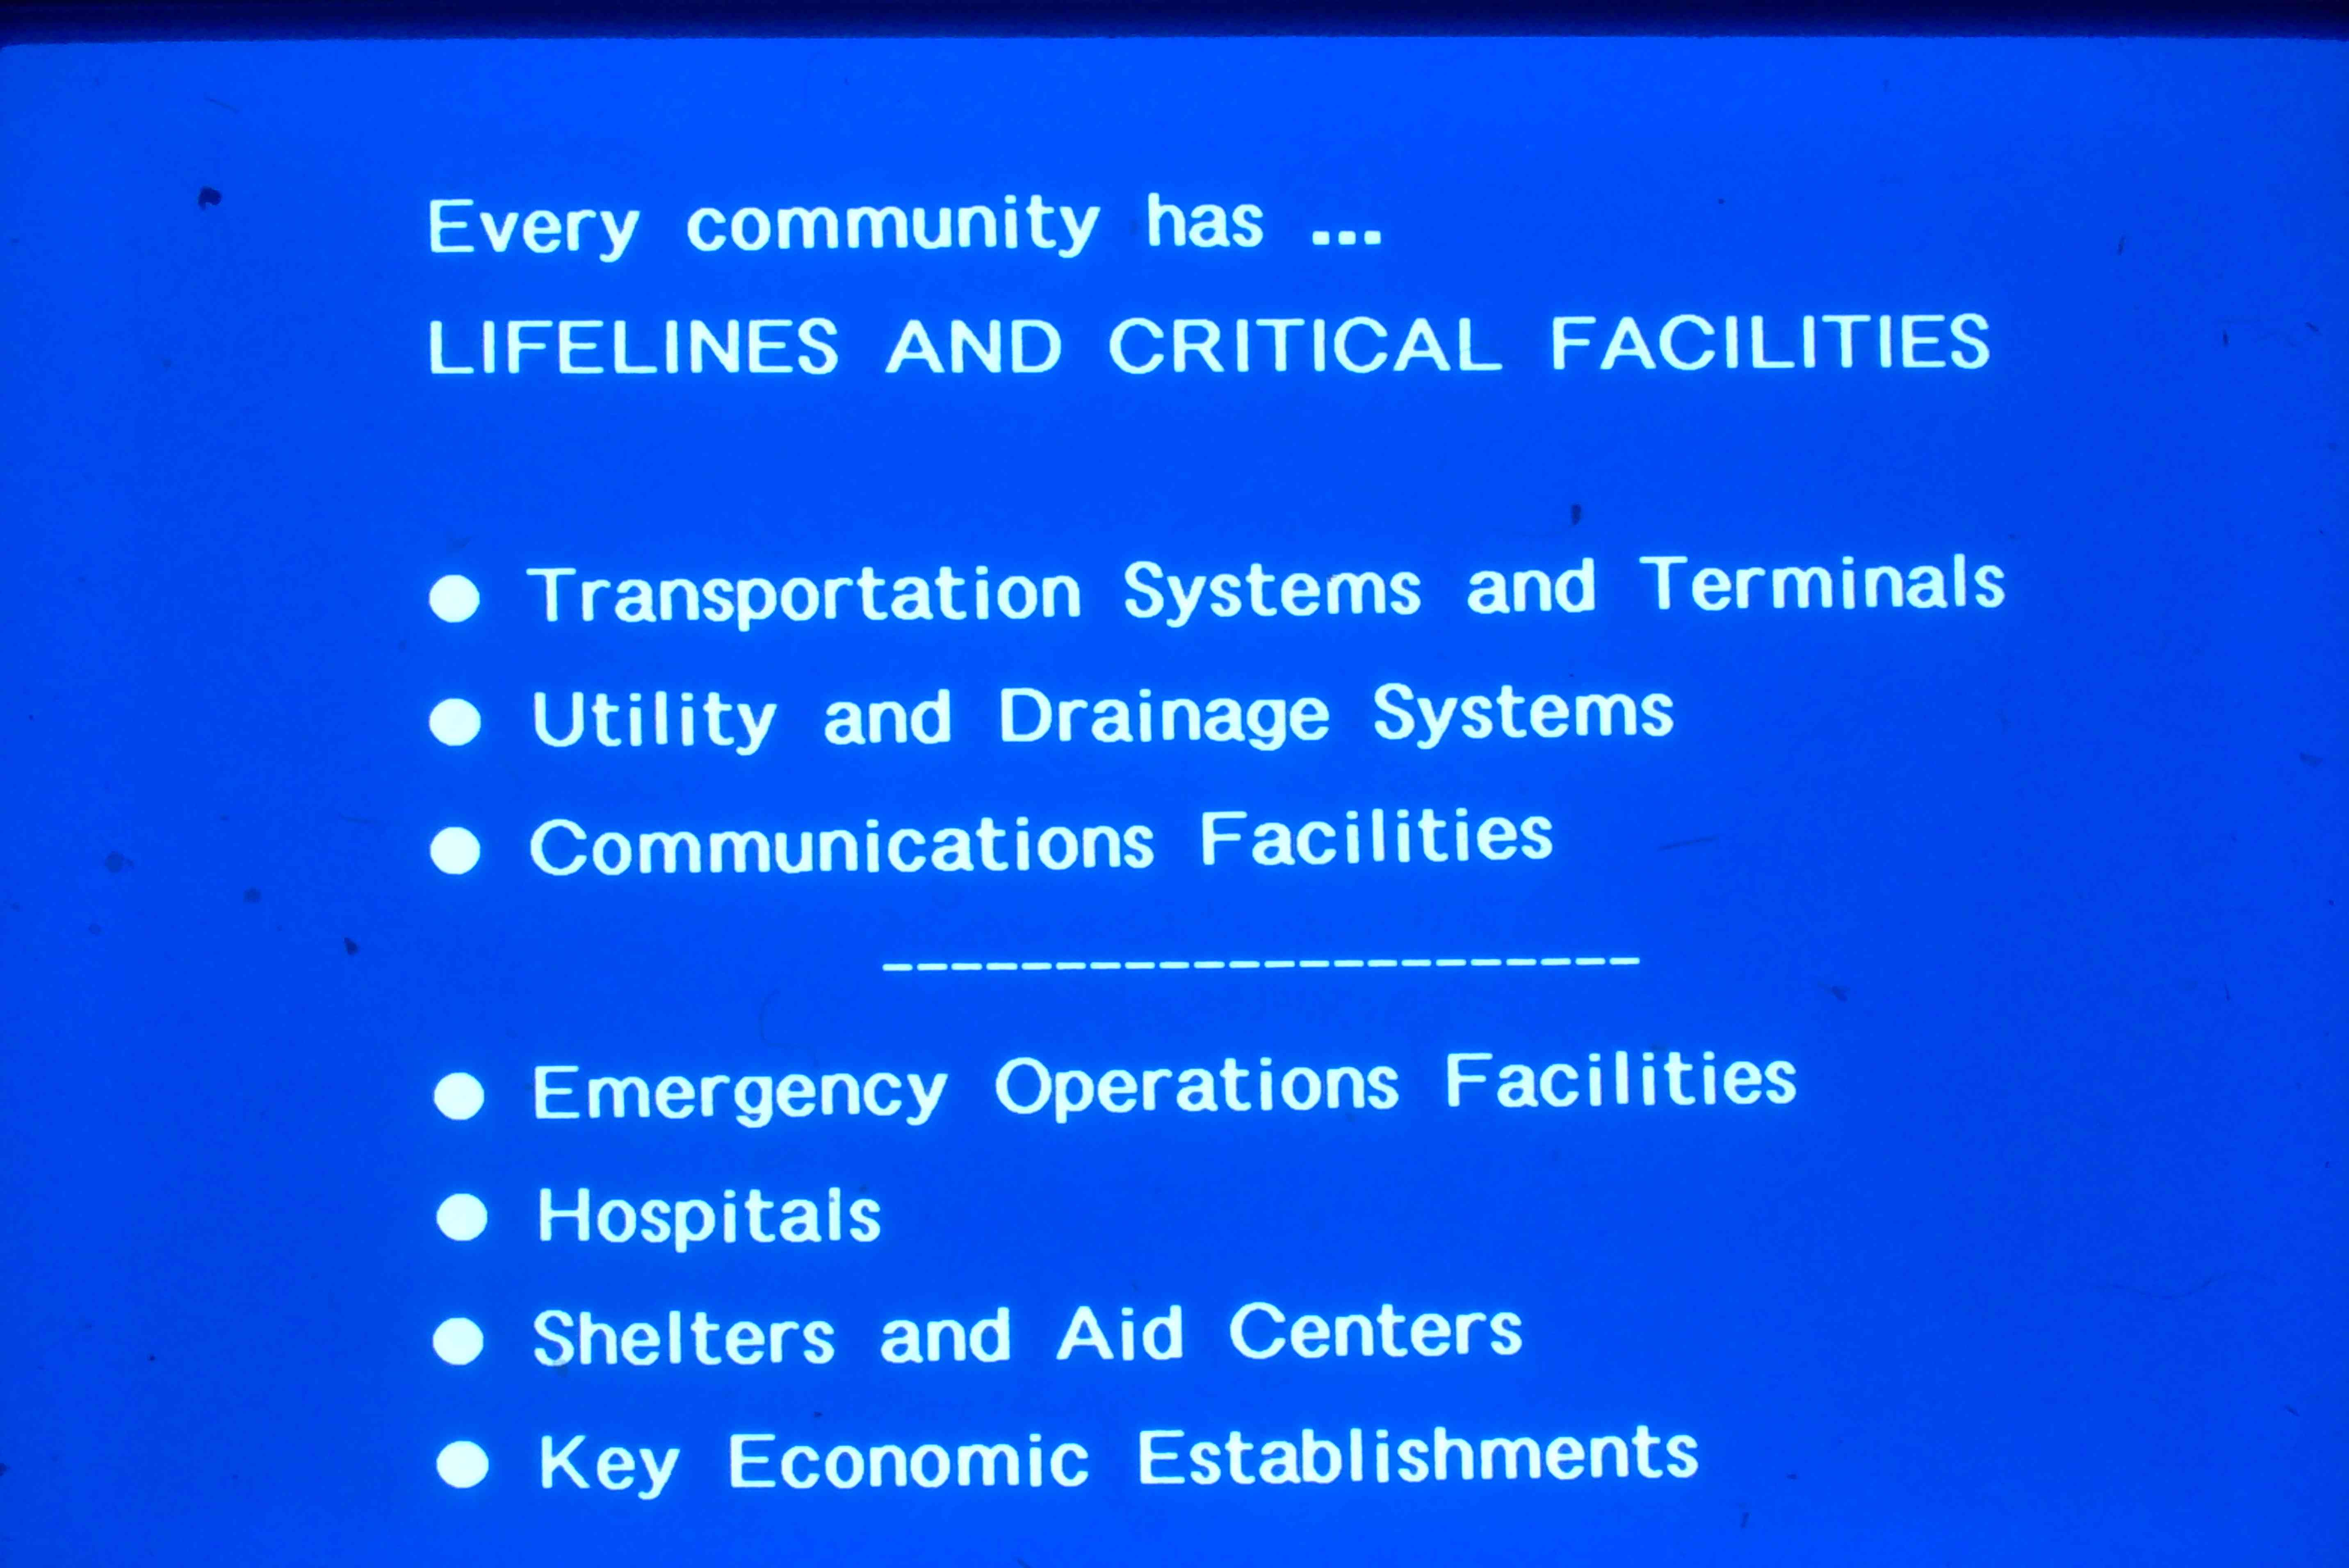 Every community has ...
LIFELINES AND CRITICAL FACILITIES
● Transportation Systems and Terminals
● Utility and Drainage Systems
● Communications Facilities
----------------------
● Emergency Operations Facilities
● Hospitals
● Shelters and Aid Centers
● Key Economic Establishments